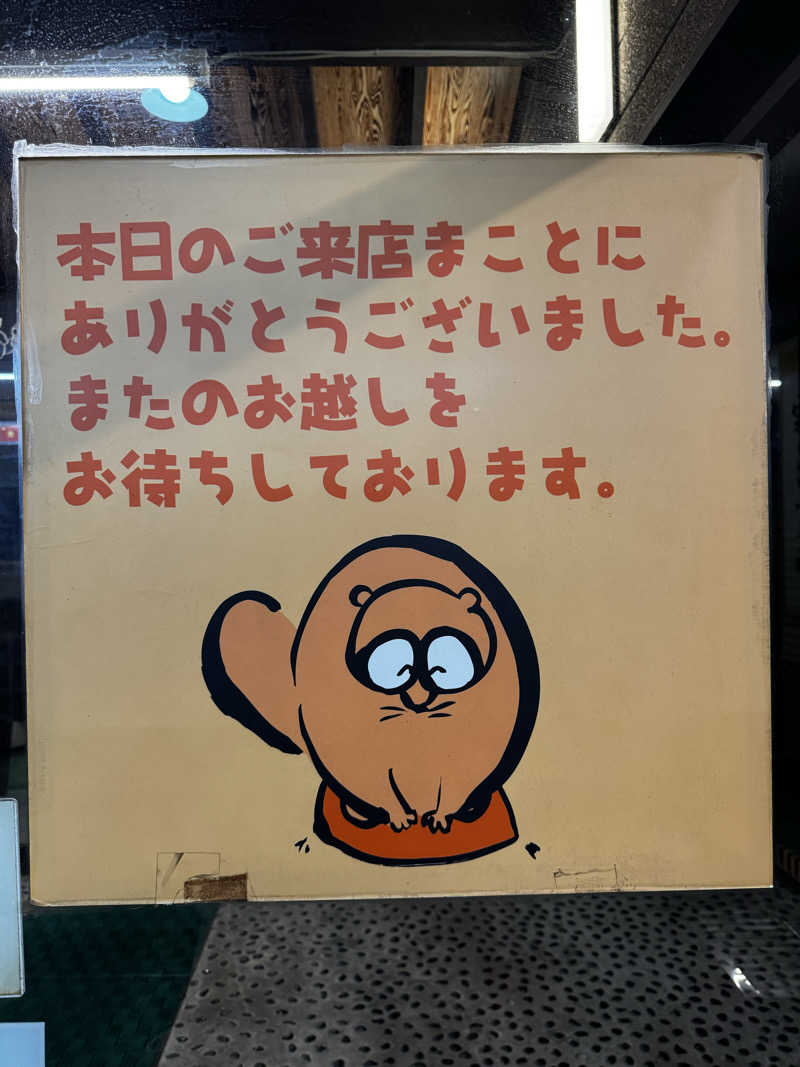 本日のご来店まことに
ありがとうございました。
またのお越しを
お待ちしております。